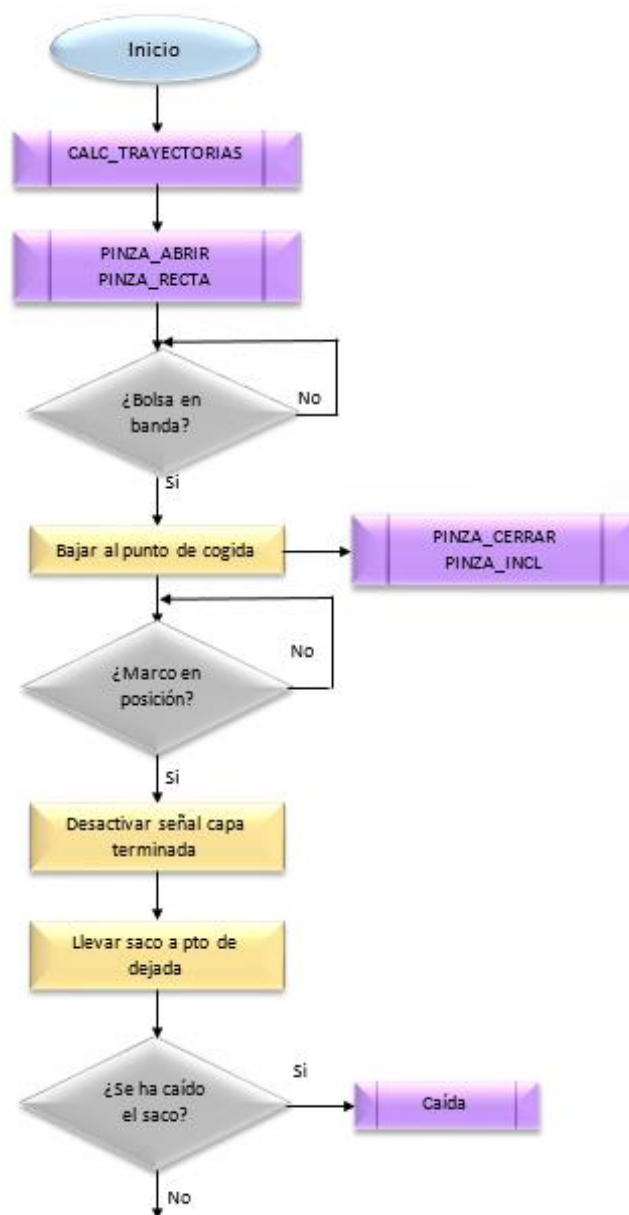 Inicio
CALC_TRAYECTORIAS
PINZA_ABRIR
PINZA_RECTA
¿Bolsa en
banda?
No
Si
Bajar al punto de cogida
PINZA_CERRAR
PINZA_INCL
¿Marco en
posición?
No
Si
Desactivar señal capa
terminada
Llevar saco a pto de
dejada
¿Se ha caído
el saco?
Si
Caída
No